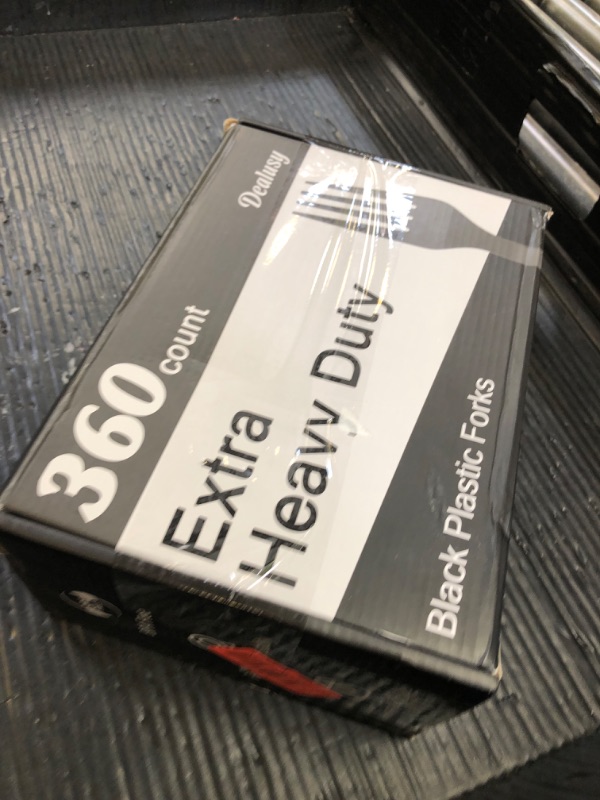 Dealusy
360 count
Extra
Heavy Duty
Black Plastic Forks